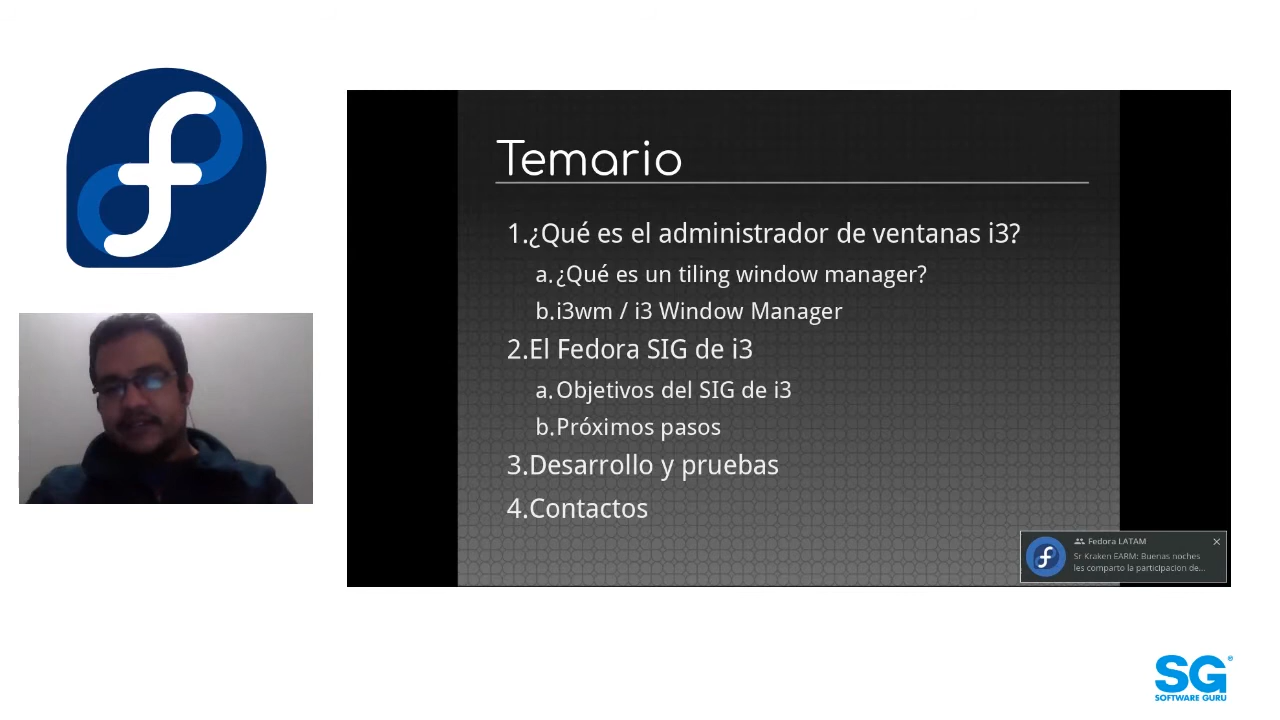 Temario
1.¿Qué es el administrador de ventanas i3?
a.¿Qué es un tiling window manager?
b.i3wm / i3 Window Manager
2.El Fedora SIG de i3
a.Objetivos del SIG de i3
b.Próximos pasos
3.Desarrollo y pruebas
4.Contactos
Fedora LATAM
Sr Kraken EARM: Buenas noches
les comparto la participacion de...
SG®
SOFTWARE GURU